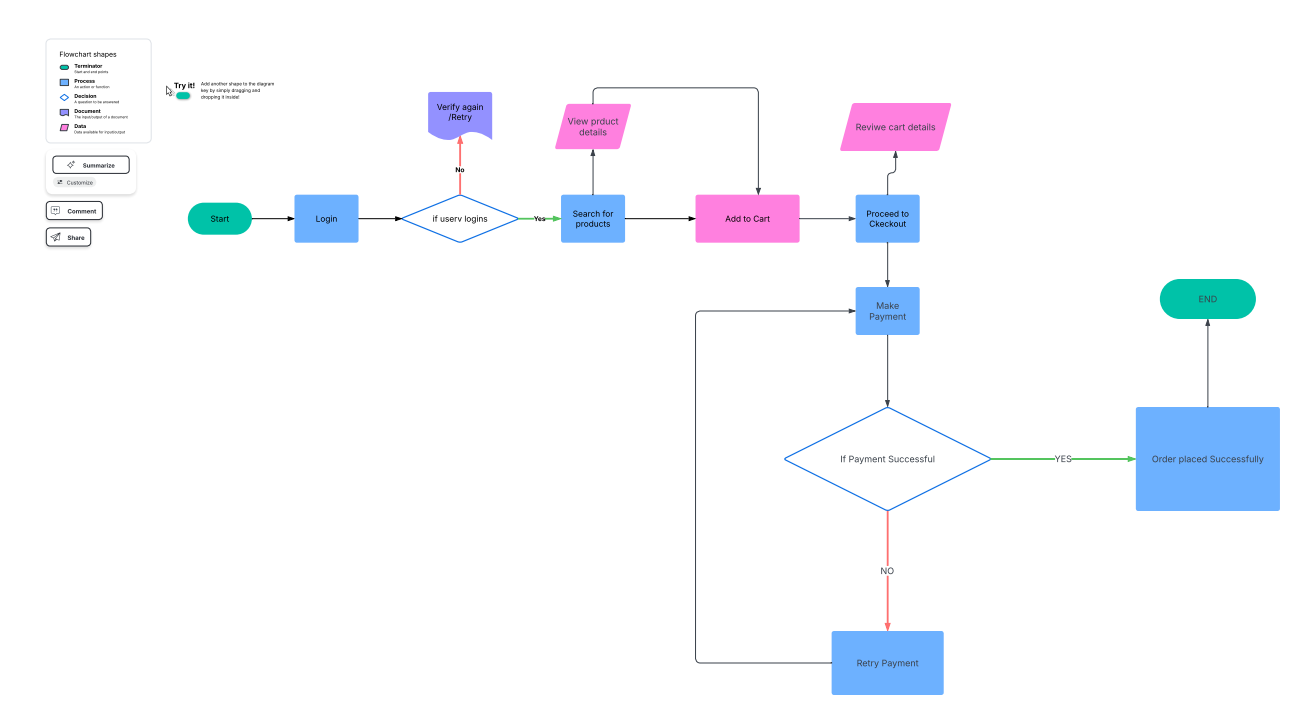 Flowchart shapes
Terminator
Start and end points
Process
An action or function
Decision
A question to be answered
Document
The input/output of a document
Data
Data available for input/output
Try it!
Add another shape to the diagram
key by simply dragging and
dropping it inside!
Summarize
Customize
Comment
Share
Start
Login
if userv logins
No
Verify again
/Retry
Yes
Search for
products
View prduct
details
Add to Cart
Proceed to
Ckeckout
Reviwe cart details
Make
Payment
If Payment Successful
YES
Order placed Successfully
END
NO
Retry Payment